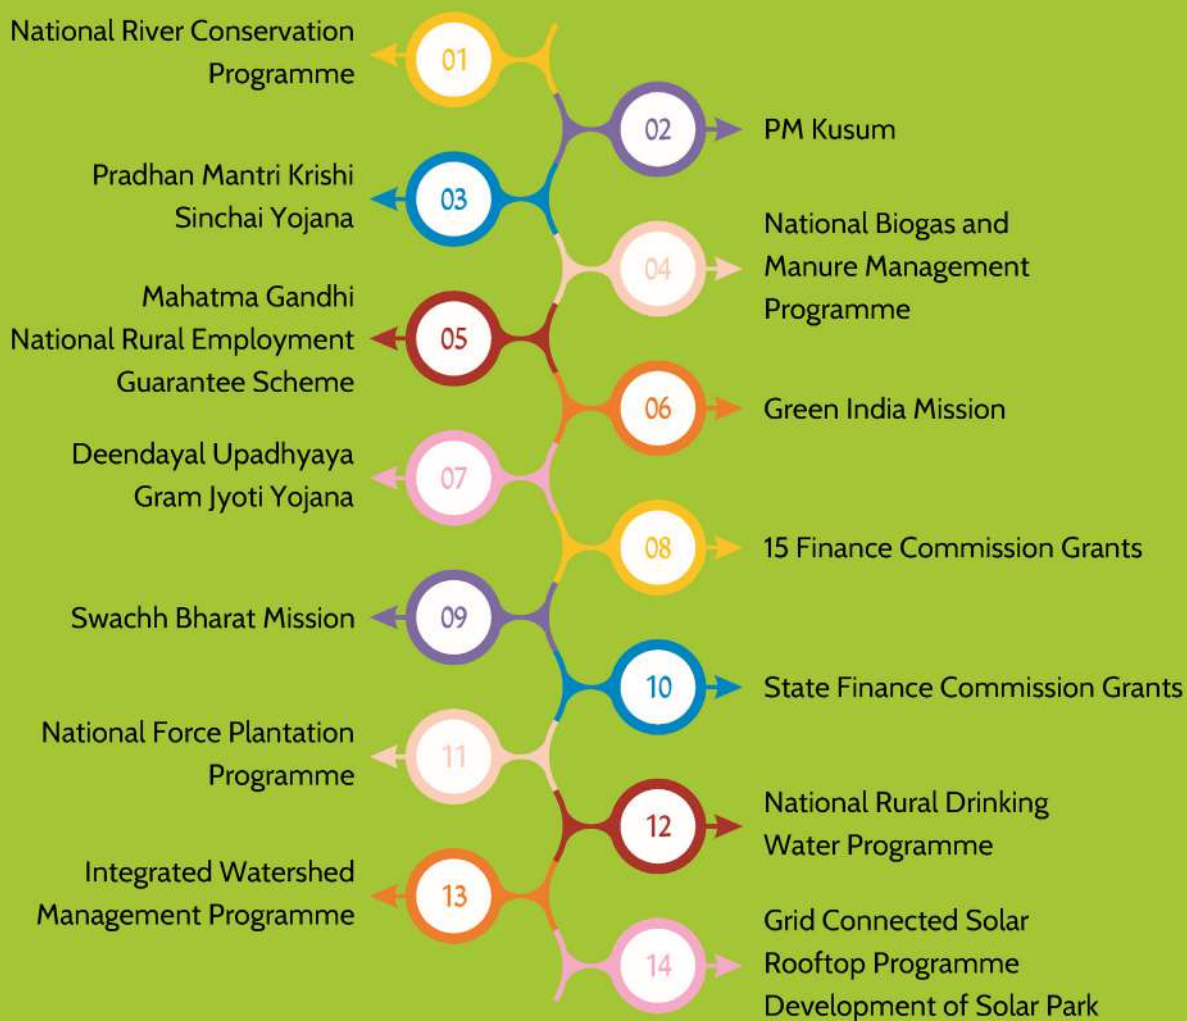 National River Conservation
Programme
01
02
PM Kusum
Pradhan Mantri Krishi
Sinchai Yojana
03
04
National Biogas and
Manure Management
Programme
Mahatma Gandhi
National Rural Employment
Guarantee Scheme
05
06
Green India Mission
Deendayal Upadhyaya
Gram Jyoti Yojana
07
08
15 Finance Commission Grants
Swachh Bharat Mission
09
10
State Finance Commission Grants
National Force Plantation
Programme
11
12
National Rural Drinking
Water Programme
Integrated Watershed
Management Programme
13
14
Grid Connected Solar
Rooftop Programme
Development of Solar Park